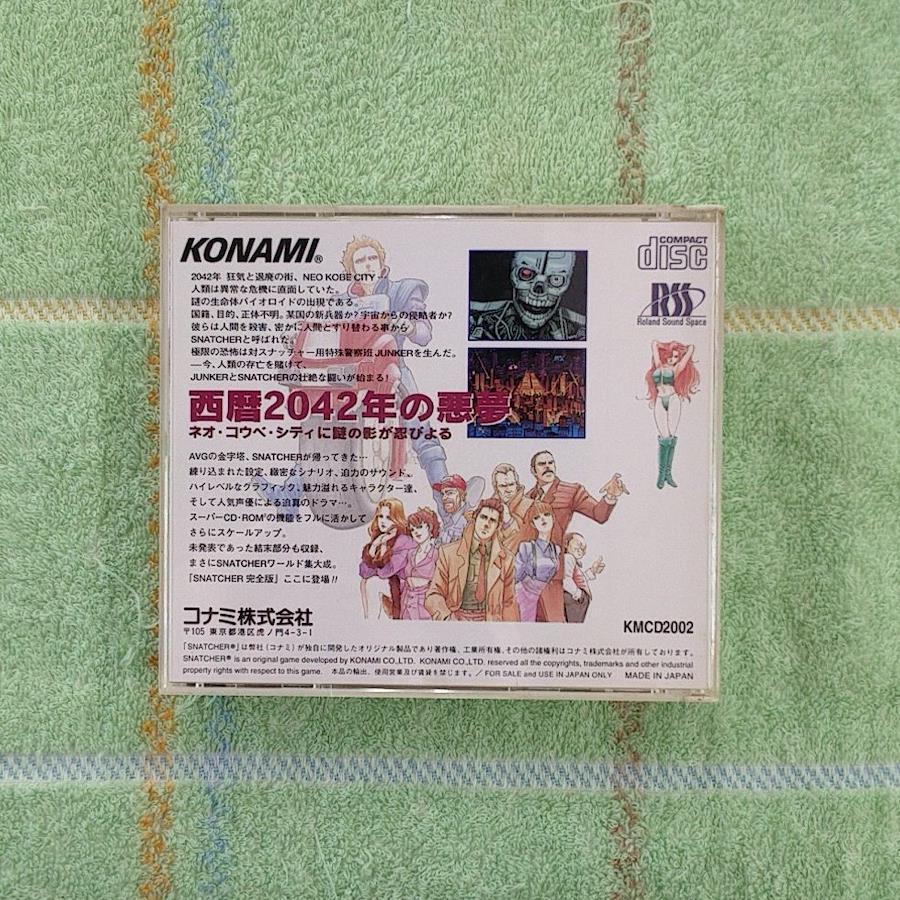 KONAMI®
COMPACT
disc
RSS
Roland Sound Space
2042年 狂気と退廃の街、NEO KOBE CITY…
人類は異常な危機に直面していた。
謎の生命体バイオロイドの出現である。
国籍、目的、正体不明。某国の新兵器か?宇宙からの侵略者か?
彼らは人間を殺害、密かに人間とすり替わる事から
SNATCHERと呼ばれた。
極限の恐怖は対スナッチャー用特殊警察班JUNKERを生んだ。
―今、人類の存亡を賭けて、
JUNKERとSNATCHERの壮絶な闘いが始まる!
西暦2042年の悪夢
ネオ・コウベ・シティに謎の影が忍びよる
AVGの金字塔、SNATCHERが帰ってきた…
練り込まれた設定、緻密なシナリオ、迫力のサウンド、
ハイレベルなグラフィック、魅力溢れるキャラクター達、
そして人気声優による迫真のドラマ…。
スーパーCD・ROM²の機能をフルに活かして
さらにスケールアップ。
未発表であった結末部分も収録、
まさにSNATCHERワールド集大成。
「SNATCHER 完全版」ここに登場!!
コナミ株式会社
〒105 東京都港区虎ノ門4-3-1
KMCD2002
「SNATCHER®」は弊社(コナミ)が独自に開発したオリジナル製品であり著作権、工業所有権、その他の諸権利はコナミ株式会社が所有しております。
SNATCHER® is an original game developed by KONAMI CO.,LTD. KONAMI CO.,LTD. reserved all the copyrights, trademarks and other industrial
property rights with respect to this game. 本品の輸出、使用営業及び賃貸を禁じます。／FOR SALE and USE IN JAPAN ONLY MADE IN JAPAN